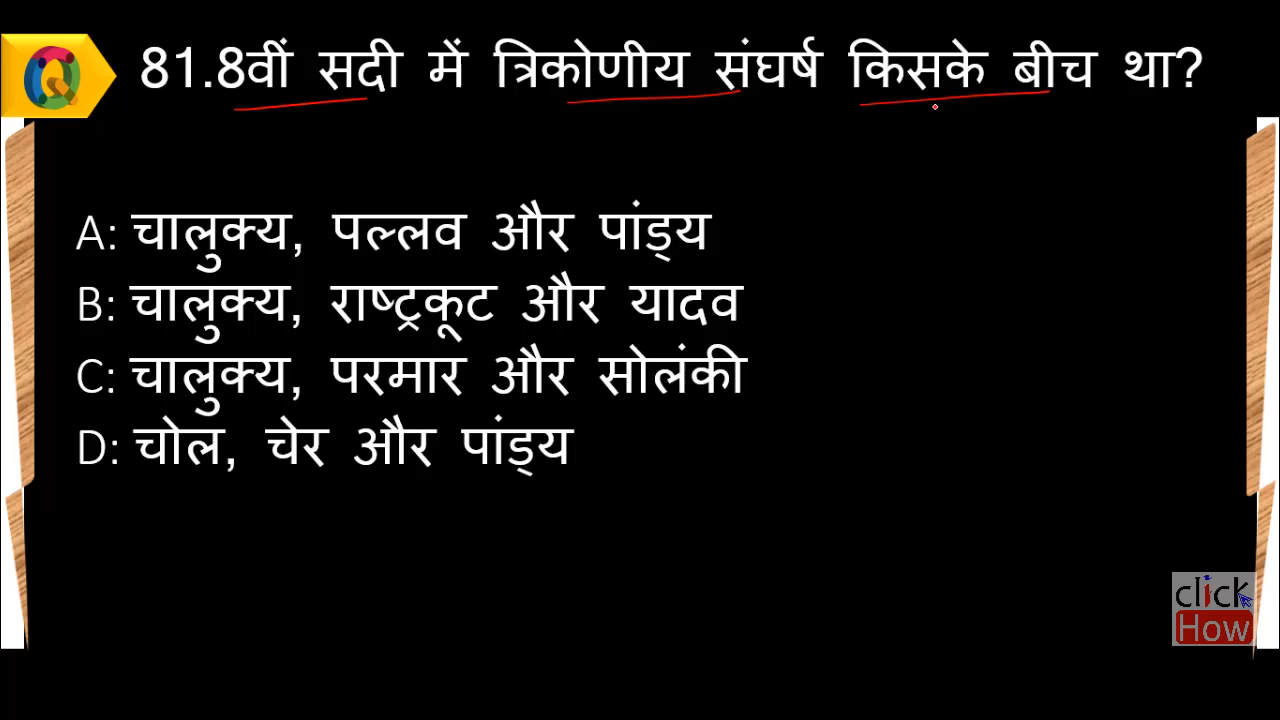 81.8वीं सदी में त्रिकोणीय संघर्ष किसके बीच था?
A: चालुक्य, पल्लव और पांड्य
B: चालुक्य, राष्ट्रकूट और यादव
C: चालुक्य, परमार और सोलंकी
D: चोल, चेर और पांड्य
click
How